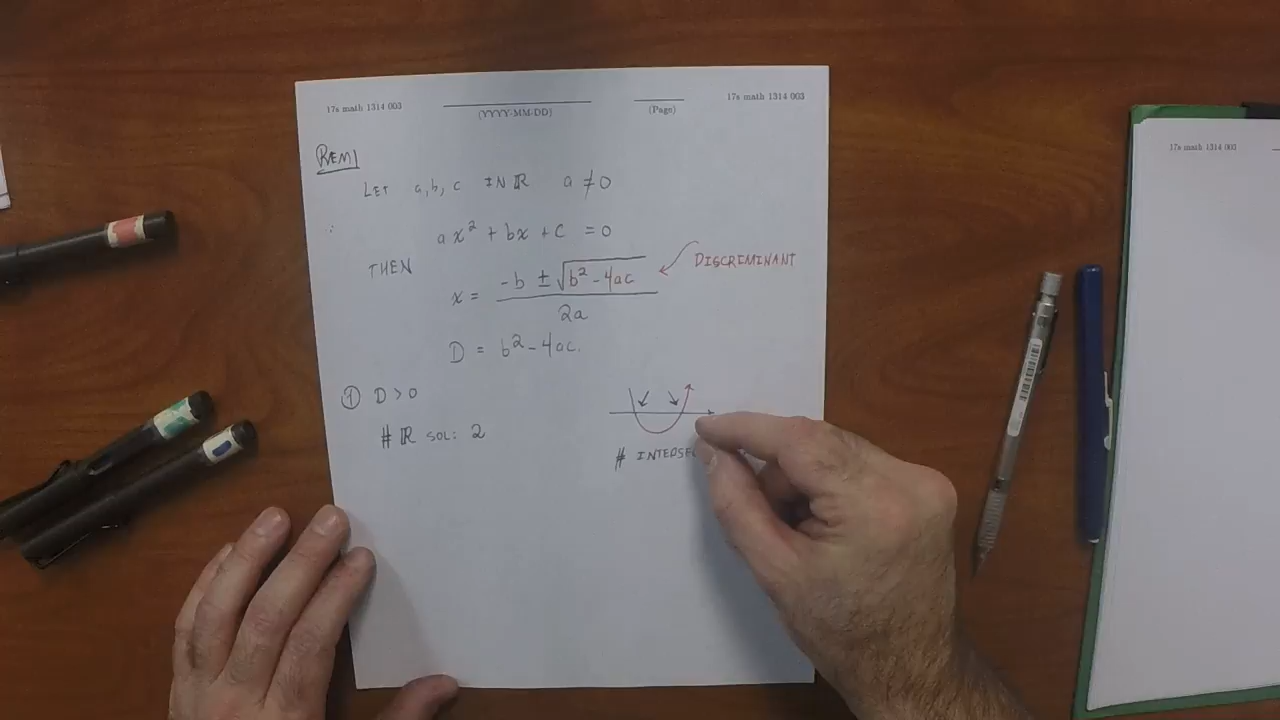 17s math 1314 003
(YYYY-MM-DD)
(Page)
17s math 1314 003
REM
LET a, b, c IN ℝ a ≠ 0
ax² + bx + c = 0
THEN
x = (-b ± √(b² - 4ac)) / 2a
DISCRIMINANT
D = b² - 4ac.
① D > 0
# ℝ SOL: 2
# INTERSE
17s math 1314 003